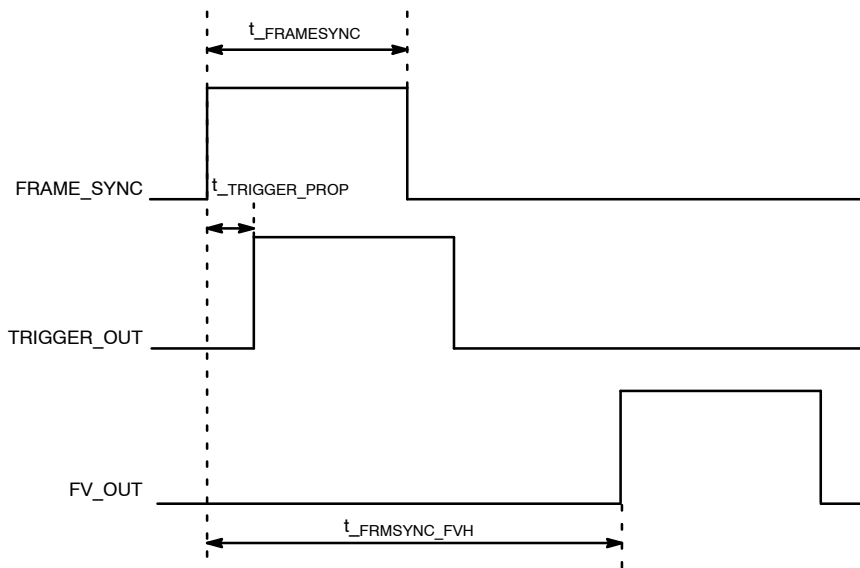 t_FRAMESYNC
FRAME_SYNC
t_TRIGGER_PROP
TRIGGER_OUT
FV_OUT
t_FRMSYNC_FVH